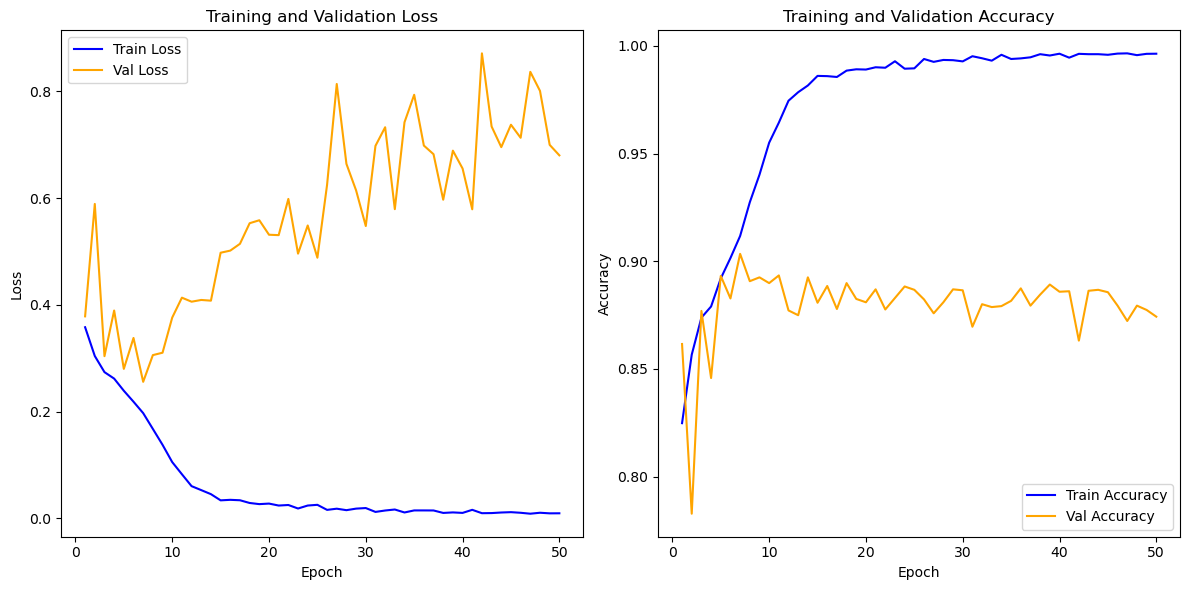 Training and Validation Loss
Train Loss
Val Loss
0.8
0.6
0.4
0.2
0.0
Loss
0 10 20 30 40 50
Epoch
Training and Validation Accuracy
1.00
0.95
0.90
0.85
0.80
Accuracy
Train Accuracy
Val Accuracy
0 10 20 30 40 50
Epoch